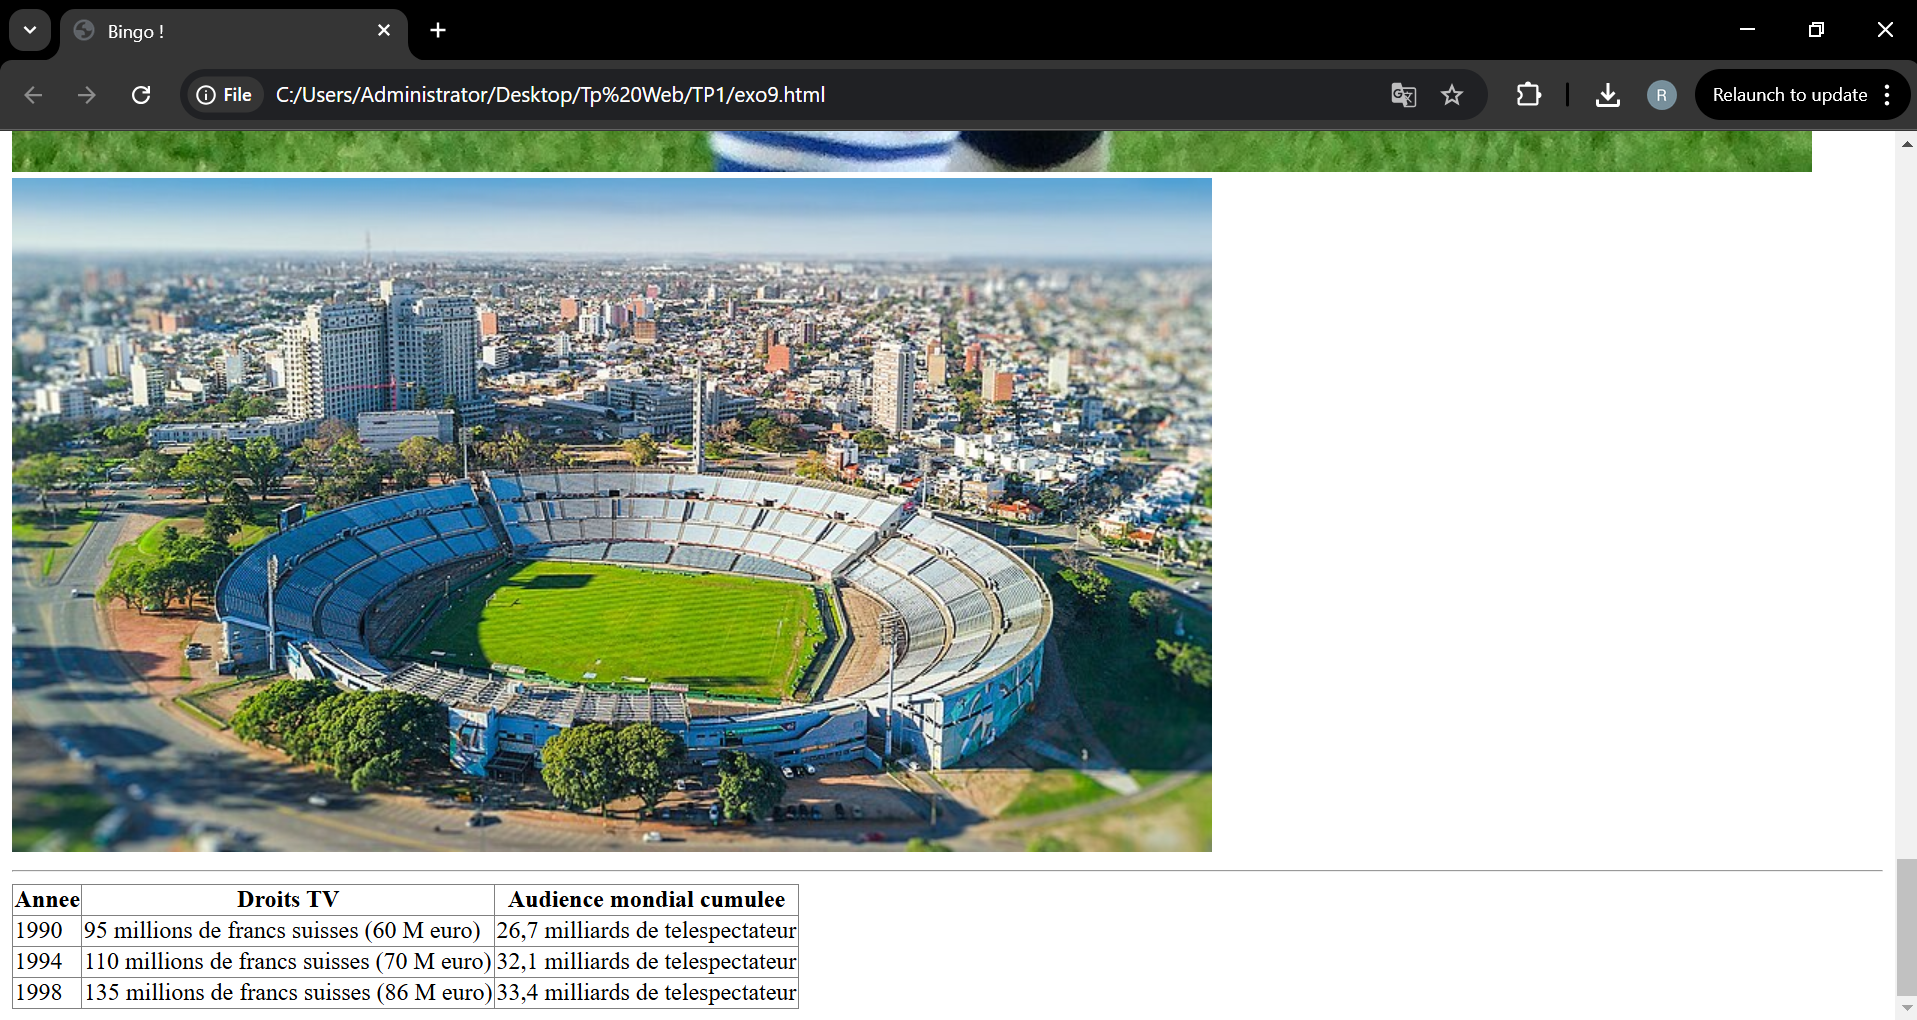 Bingo !
File C:/Users/Administrator/Desktop/Tp%20Web/TP1/exo9.html R Relaunch to update
Annee Droits TV Audience mondial cumulee
1990 95 millions de francs suisses (60 M euro) 26,7 milliards de telespectateur
1994 110 millions de francs suisses (70 M euro) 32,1 milliards de telespectateur
1998 135 millions de francs suisses (86 M euro) 33,4 milliards de telespectateur